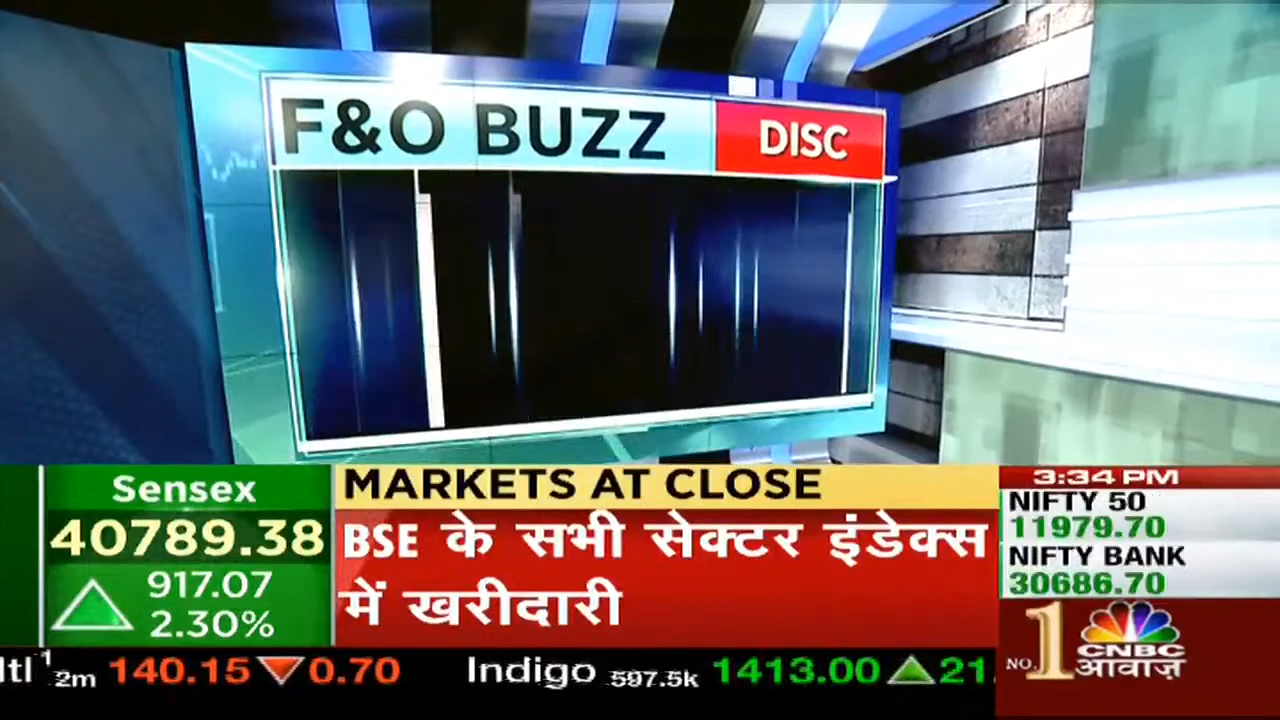 F&O BUZZ
DISC
Sensex
40789.38
917.07
2.30%
MARKETS AT CLOSE
BSE के सभी सेक्टर इंडेक्स
में खरीदारी
3:34 PM
NIFTY 50
11979.70
NIFTY BANK
30686.70
NO.1
CNBC
आवाज़
2m 140.15 0.70 Indigo 597.5k 1413.00 21